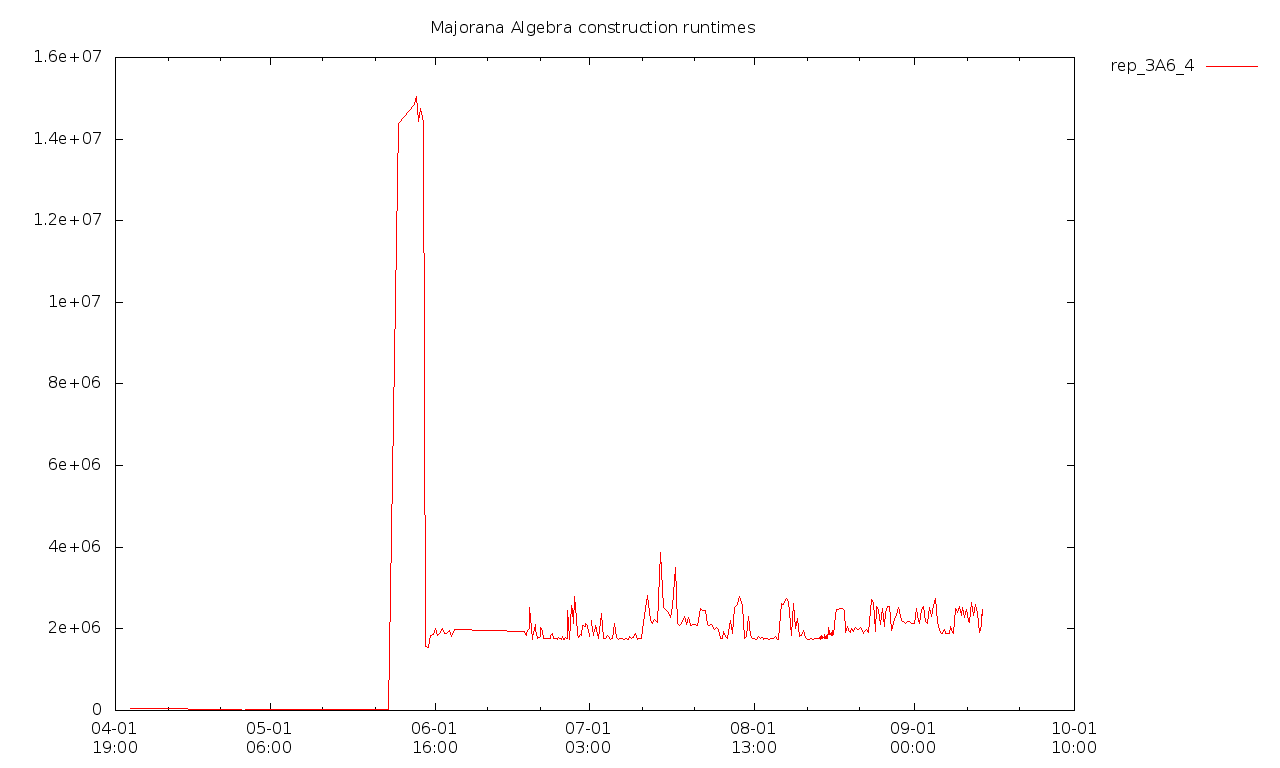 Majorana Algebra construction runtimes
rep_3A6_4
1.6e+07
1.4e+07
1.2e+07
1e+07
8e+06
6e+06
4e+06
2e+06
0
04-01 05-01 06-01 07-01 08-01 09-01 10-01
19:00 06:00 16:00 03:00 13:00 00:00 10:00